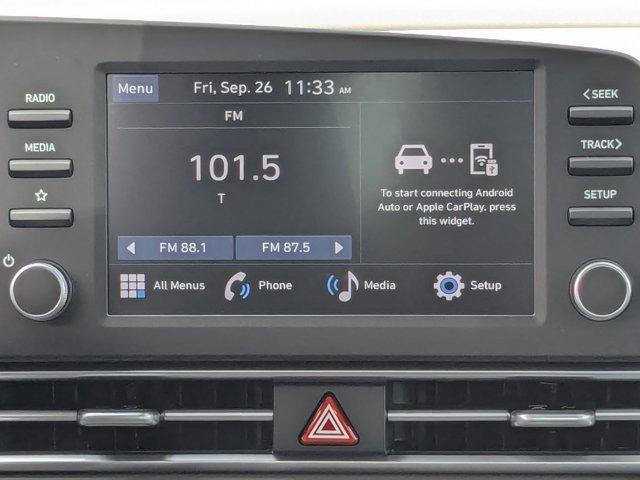 Menu Fri, Sep. 26 11:33 AM
RADIO
MEDIA
FM
101.5
T
FM 88.1 FM 87.5
To start connecting Android
Auto or Apple CarPlay, press
this widget.
All Menus Phone Media Setup
<SEEK
TRACK>
SETUP